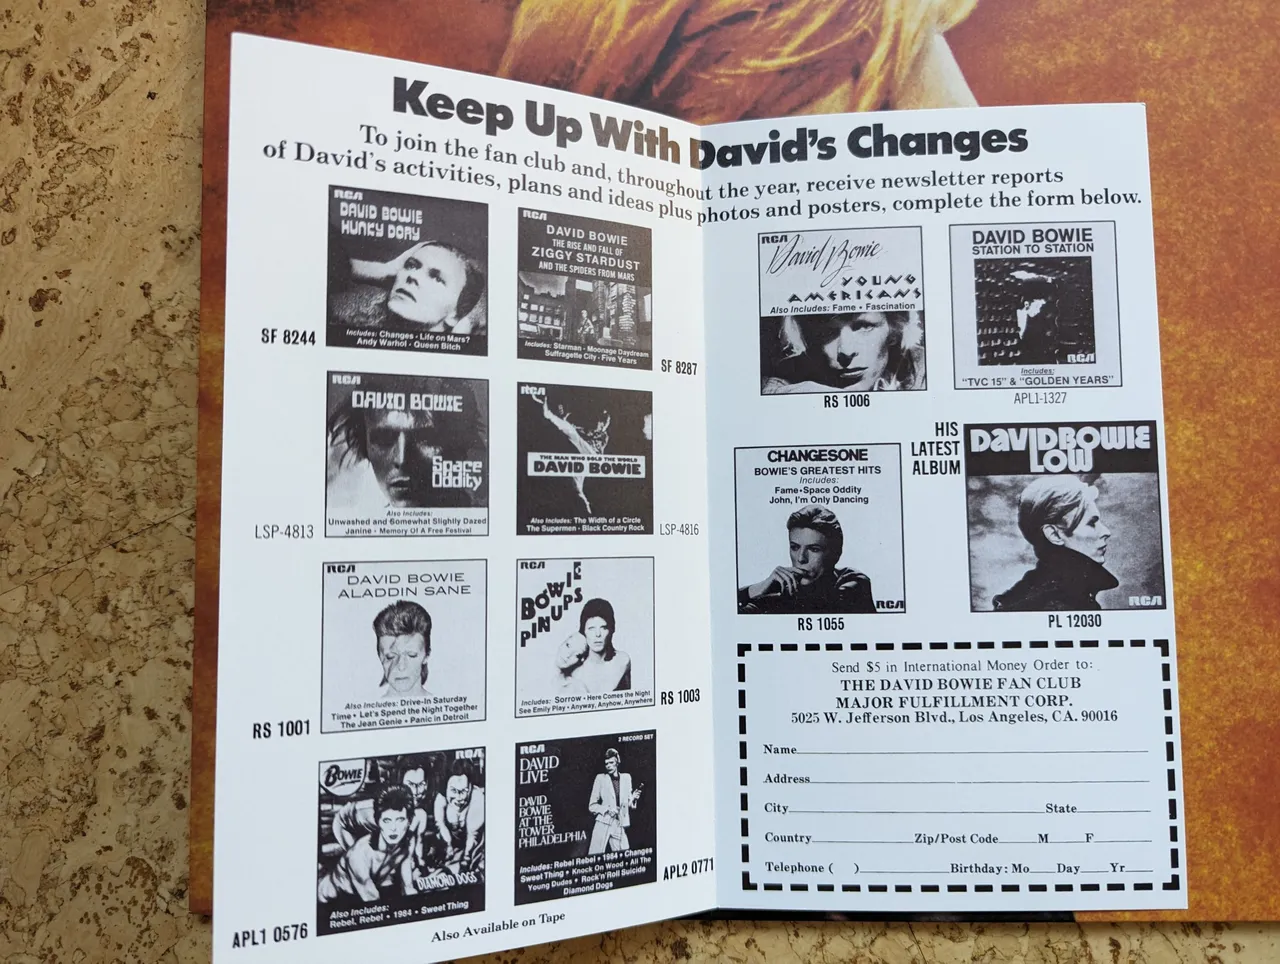 Keep Up With David's Changes
To join the fan club and, throughout the year, receive newsletter reports
of David's activities, plans and ideas plus photos and posters, complete the form below.
RCA
DAVID BOWIE
HUNKY DORY
Includes: Changes • Life on Mars?
Andy Warhol • Queen Bitch
SF 8244
RCA
DAVID BOWIE
THE RISE AND FALL OF
ZIGGY STARDUST
AND THE SPIDERS FROM MARS
Includes: Starman • Moonage Daydream
Suffragette City • Five Years
SF 8287
RCA
DAVID BOWIE
Space
Oddity
Also Includes:
Unwashed and Somewhat Slightly Dazed
Janine • Memory Of A Free Festival
LSP-4813
RCA
THE MAN WHO SOLD THE WORLD
DAVID BOWIE
Also Includes: The Width of a Circle
The Supermen • Black Country Rock
LSP-4816
RCA
DAVID BOWIE
ALADDIN SANE
Also Includes: Drive-In Saturday
Time • Let's Spend the Night Together
The Jean Genie • Panic in Detroit
RS 1001
RCA
BOWIE
PINUPS
Includes: Sorrow • Here Comes the Night
See Emily Play • Anyway, Anyhow, Anywhere
RS 1003
RCA
BOWIE
DIAMOND DOGS
Also Includes:
Rebel, Rebel • 1984 • Sweet Thing
APL1 0576
RCA
2 RECORD SET
DAVID
LIVE
DAVID
BOWIE
AT THE
TOWER
PHILADELPHIA
Includes: Rebel Rebel • 1984 • Changes
Sweet Thing • Knock On Wood • All The
Young Dudes • Rock'n'Roll Suicide
Diamond Dogs
APL2 0771
Also Available on Tape
RCA
David Bowie
YOUNG
AMERICANS
Also Includes: Fame • Fascination
RS 1006
DAVID BOWIE
STATION TO STATION
RCA
Includes:
"TVC 15" & "GOLDEN YEARS"
APL1-1327
CHANGESONE
BOWIE'S GREATEST HITS
Includes:
Fame • Space Oddity
John, I'm Only Dancing
RCA
RS 1055
HIS
LATEST
ALBUM
DAVID BOWIE
LOW
RCA
PL 12030
Send $5 in International Money Order to:
THE DAVID BOWIE FAN CLUB
MAJOR FULFILLMENT CORP.
5025 W. Jefferson Blvd., Los Angeles, CA. 90016
Name
Address
City State
Country Zip/Post Code M F
Telephone ( ) Birthday: Mo Day Yr